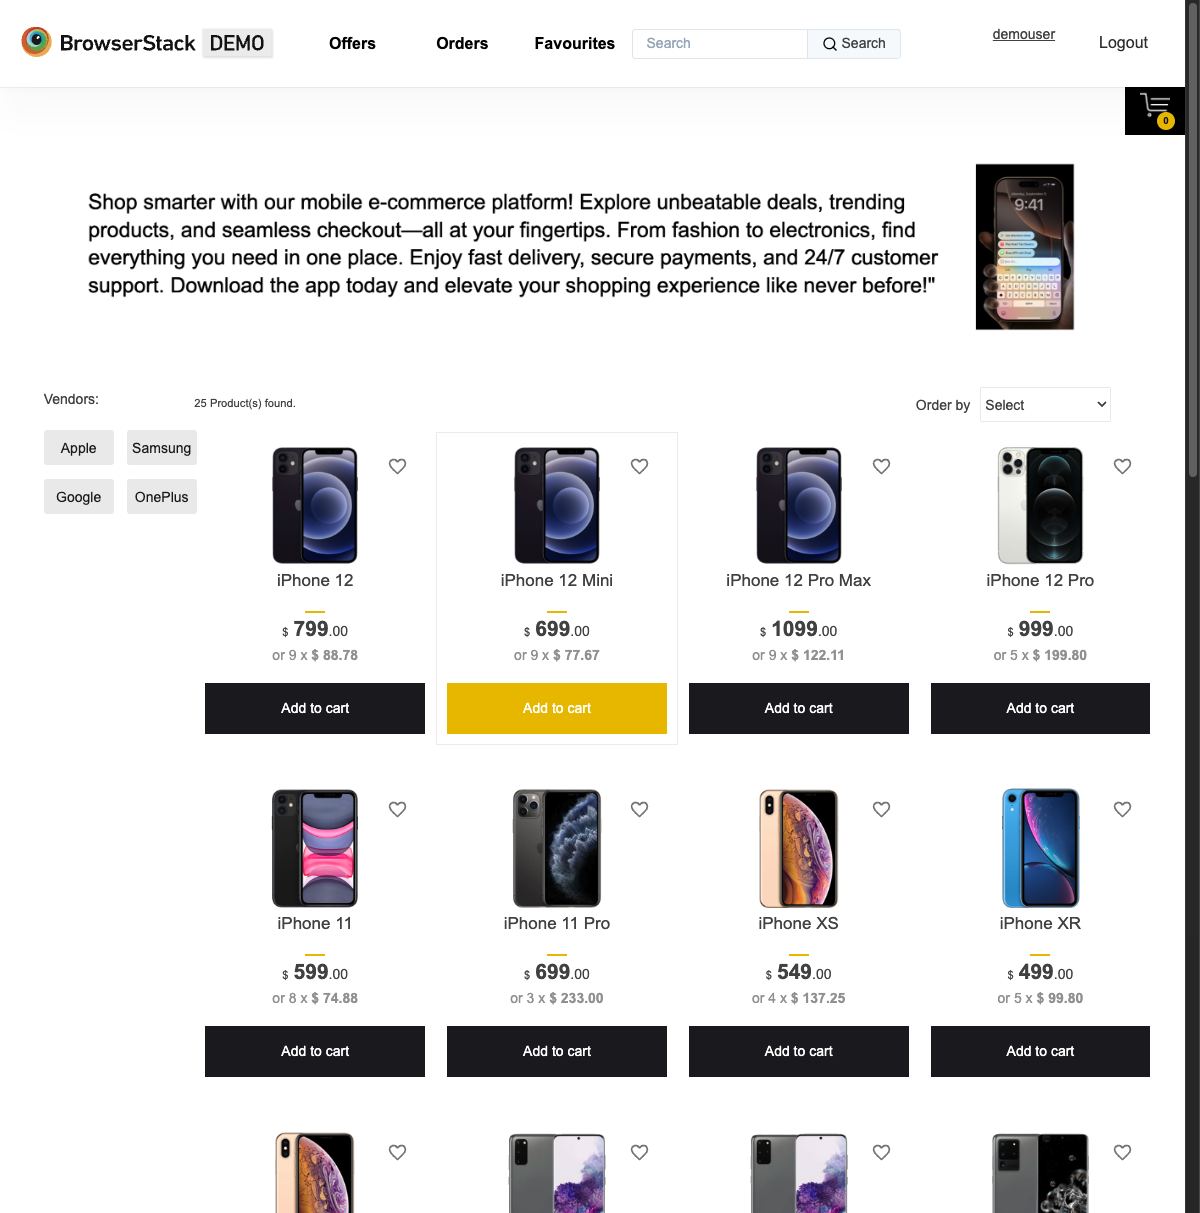 BrowserStack DEMO
Offers
Orders
Favourites
Search
Search
demouser
Logout
0
Shop smarter with our mobile e-commerce platform! Explore unbeatable deals, trending
products, and seamless checkout—all at your fingertips. From fashion to electronics, find
everything you need in one place. Enjoy fast delivery, secure payments, and 24/7 customer
support. Download the app today and elevate your shopping experience like never before!"
9:41
Vendors:
Apple
Samsung
Google
OnePlus
25 Product(s) found.
Order by
Select
iPhone 12
$ 799.00
or 9 x $ 88.78
Add to cart
iPhone 12 Mini
$ 699.00
or 9 x $ 77.67
Add to cart
iPhone 12 Pro Max
$ 1099.00
or 9 x $ 122.11
Add to cart
iPhone 12 Pro
$ 999.00
or 5 x $ 199.80
Add to cart
iPhone 11
$ 599.00
or 8 x $ 74.88
Add to cart
iPhone 11 Pro
$ 699.00
or 3 x $ 233.00
Add to cart
iPhone XS
$ 549.00
or 4 x $ 137.25
Add to cart
iPhone XR
$ 499.00
or 5 x $ 99.80
Add to cart